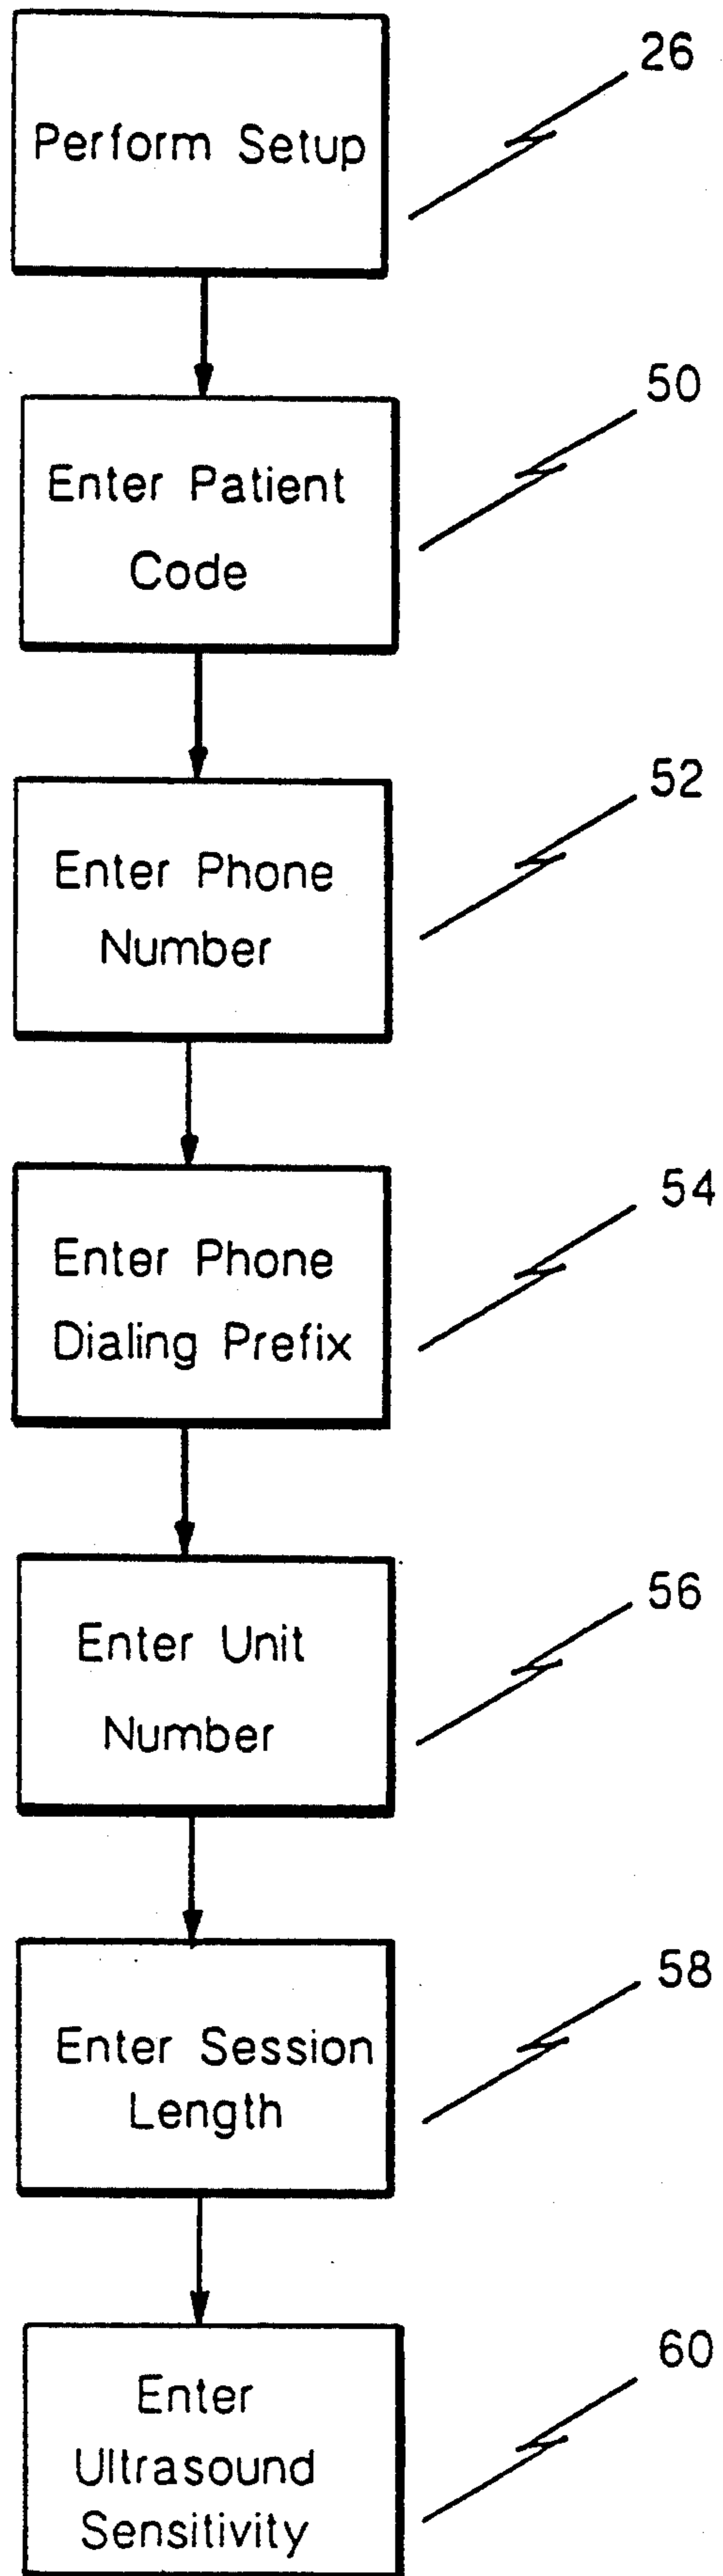 Perform Setup
26
Enter Patient
Code
50
Enter Phone
Number
52
Enter Phone
Dialing Prefix
54
Enter Unit
Number
56
Enter Session
Length
58
Enter
Ultrasound
Sensitivity
60